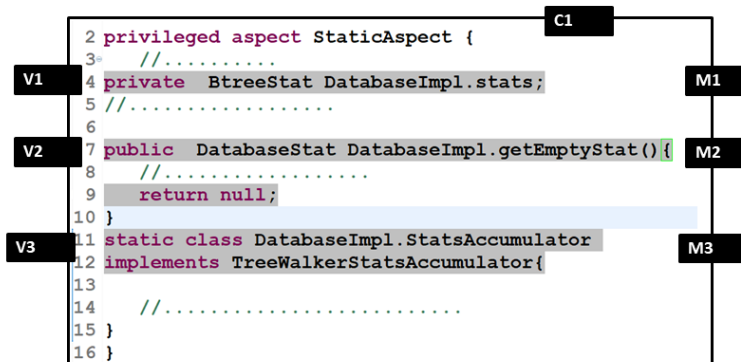 C1
2 privileged aspect StaticAspect {
3 //..........
V1 4 private BtreeStat DatabaseImpl.stats; M1
5 //..................
6
V2 7 public DatabaseStat DatabaseImpl.getEmptyStat(){ M2
8 //..................
9 return null;
10 }
V3 11 static class DatabaseImpl.StatsAccumulator M3
12 implements TreeWalkerStatsAccumulator{
13
14 //..........................
15 }
16 }